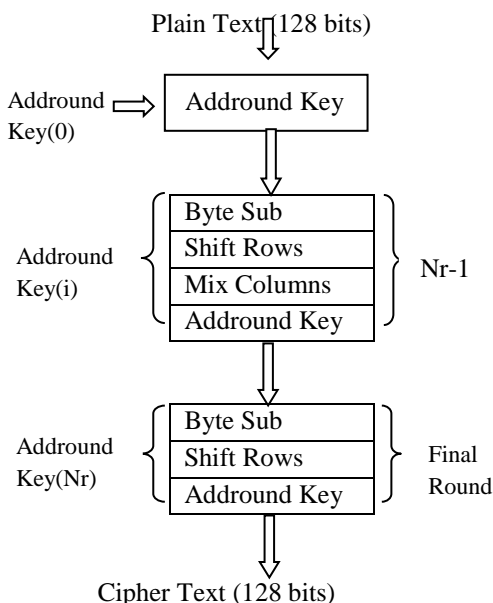 Plain Text (128 bits)
Addround
Key(0)
Addround Key
Addround
Key(i)
Byte Sub
Shift Rows
Mix Columns
Addround Key
Nr-1
Addround
Key(Nr)
Byte Sub
Shift Rows
Addround Key
Final
Round
Cipher Text (128 bits)